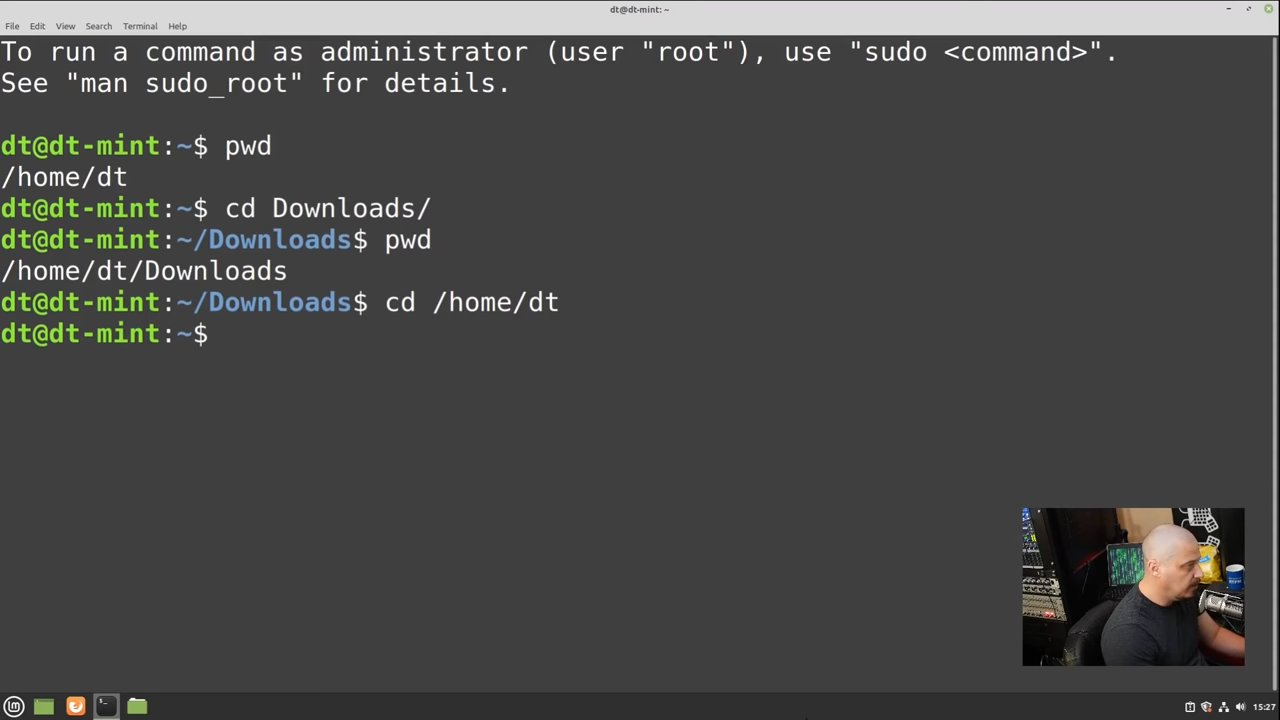 dt@dt-mint: ~
File Edit View Search Terminal Help
To run a command as administrator (user "root"), use "sudo <command>".
See "man sudo_root" for details.
dt@dt-mint:~$ pwd
/home/dt
dt@dt-mint:~$ cd Downloads/
dt@dt-mint:~/Downloads$ pwd
/home/dt/Downloads
dt@dt-mint:~/Downloads$ cd /home/dt
dt@dt-mint:~$
15:27